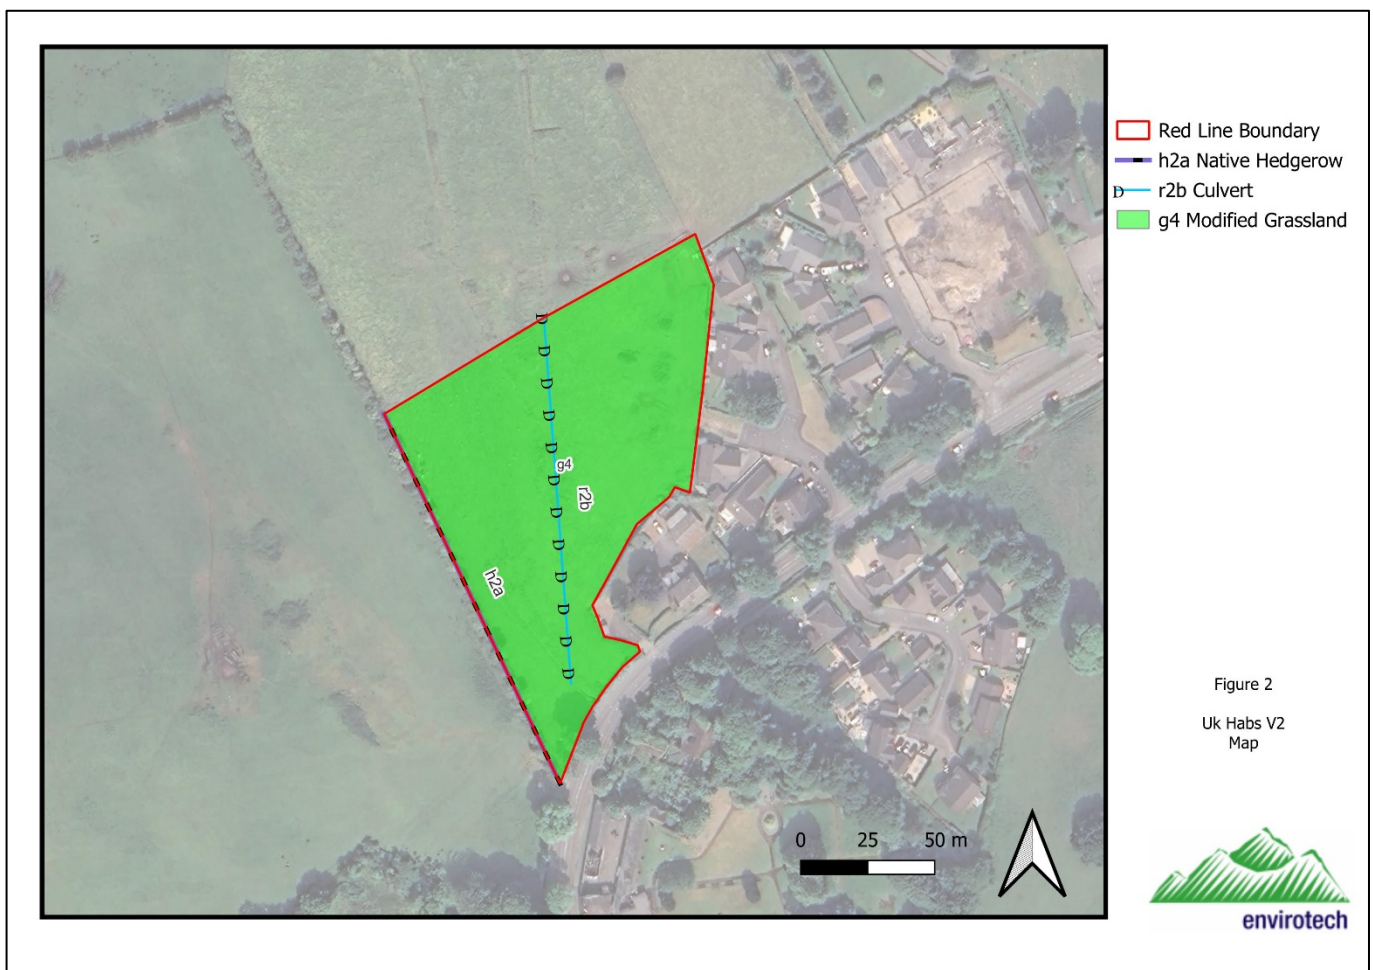 Red Line Boundary
h2a Native Hedgerow
D r2b Culvert
g4 Modified Grassland
D
D
D
D
D
g4
D
r2b
D
D
D
h2a
D
D
D
Figure 2
Uk Habs V2
Map
0 25 50 m
envirotech